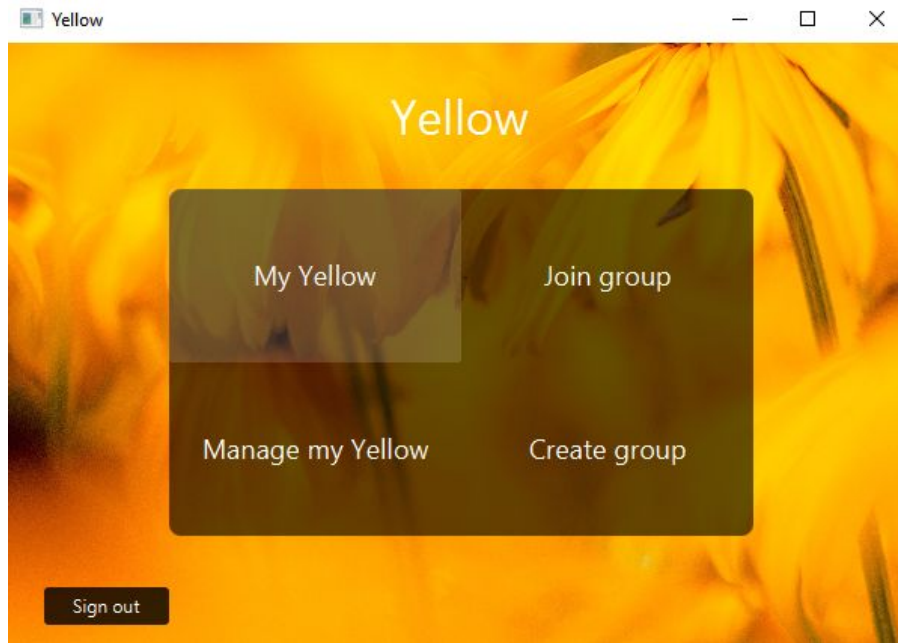 Yellow
Yellow
My Yellow
Join group
Manage my Yellow
Create group
Sign out